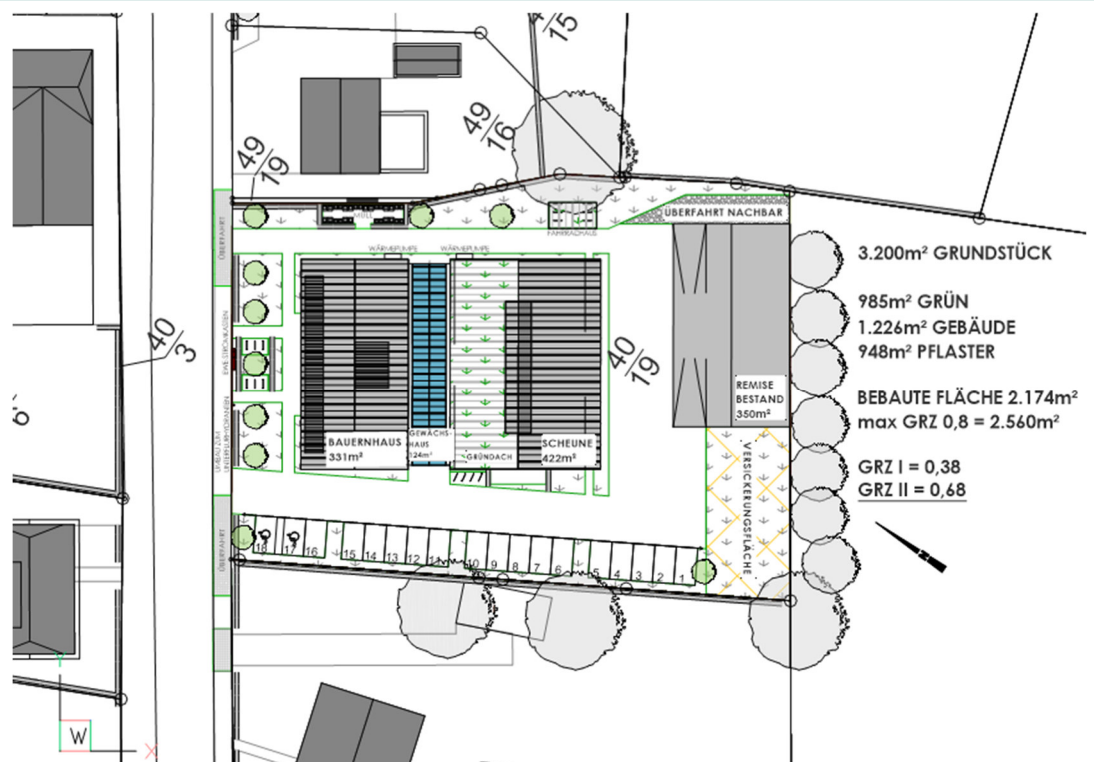 15
49
16
49
19
ÜBERFAHRT
MÜLL
FAHRRADHAUS
ÜBERFAHRT NACHBAR
WÄRMEPUMPE
WÄRMEPUMPE
3.200m² GRUNDSTÜCK
985m² GRÜN
1.226m² GEBÄUDE
948m² PFLASTER
40
3
40
19
BEBAUTE FLÄCHE 2.174m²
max GRZ 0,8 = 2.560m²
REMISE
BESTAND
350m²
BAUERNHAUS
331m²
GEWÄCHS-
HAUS
124m²
GRÜNDACH
SCHEUNE
422m²
GRZ I = 0,38
GRZ II = 0,68
VERSICKERUNGSFLÄCHE
ÜBERFAHRT
18
17
16
15
14
13
12
11
10
9
8
7
6
5
4
3
2
1
Y
W
X